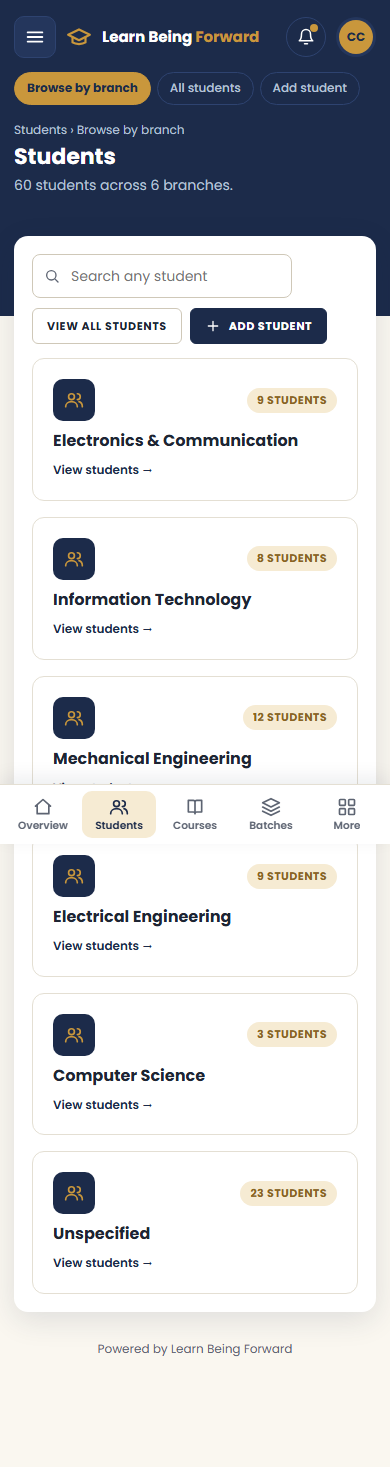 Learn Being Forward
CC
Browse by branch
All students
Add student
Students › Browse by branch
Students
60 students across 6 branches.
Search any student
VIEW ALL STUDENTS
ADD STUDENT
9 STUDENTS
Electronics & Communication
View students →
8 STUDENTS
Information Technology
View students →
12 STUDENTS
Mechanical Engineering
Overview
Students
Courses
Batches
More
9 STUDENTS
Electrical Engineering
View students →
3 STUDENTS
Computer Science
View students →
23 STUDENTS
Unspecified
View students →
Powered by Learn Being Forward